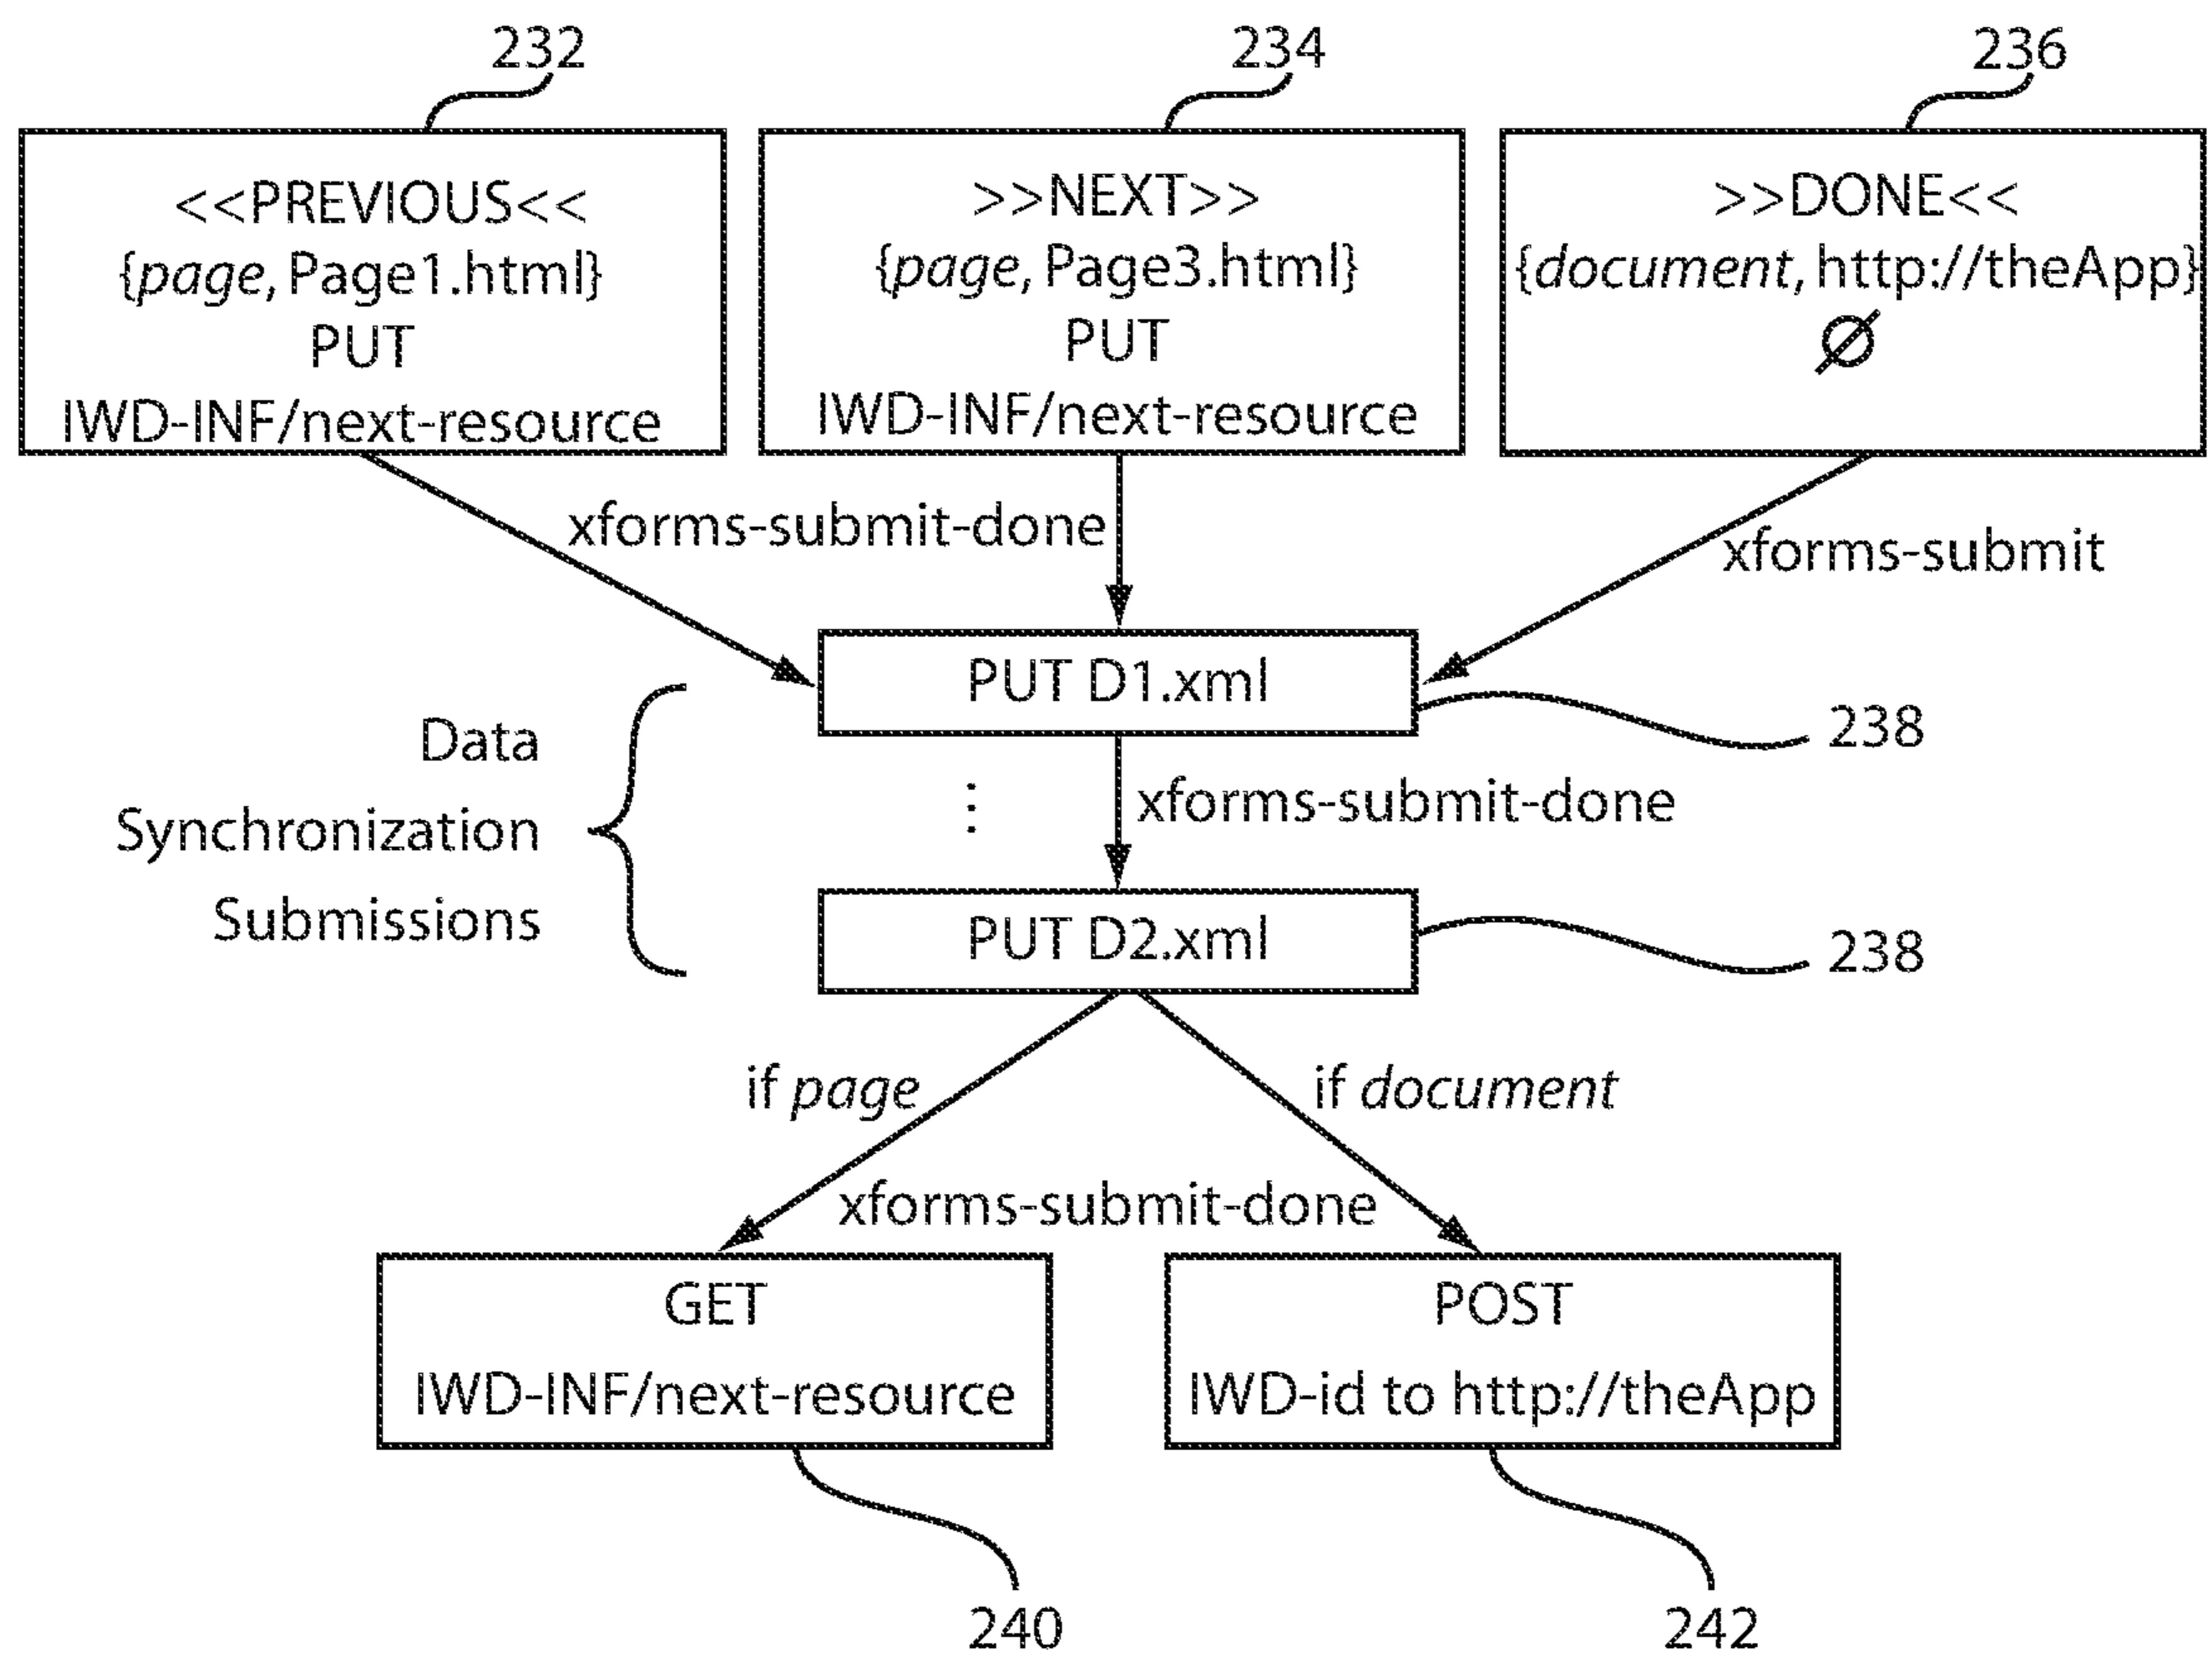 232
234
236
<<PREVIOUS<<
{page, Page1.html}
PUT
IWD-INF/next-resource
>>NEXT>>
{page, Page3.html}
PUT
IWD-INF/next-resource
>>DONE<<
{document, http://theApp}
∅
xforms-submit-done
xforms-submit
PUT D1.xml
238
Data
Synchronization
Submissions
⋮
xforms-submit-done
PUT D2.xml
238
if page
if document
xforms-submit-done
GET
IWD-INF/next-resource
POST
IWD-id to http://theApp
240
242